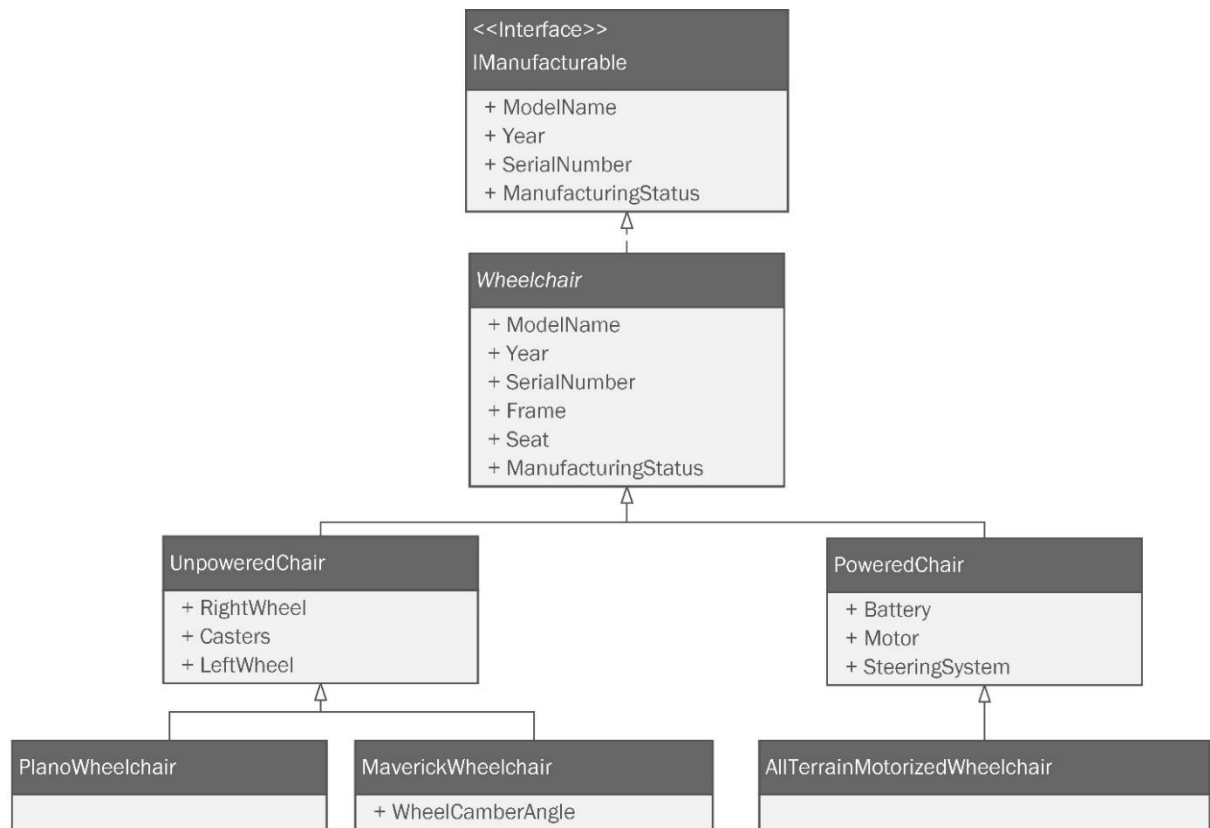 <<Interface>>
IManufacturable
+ ModelName
+ Year
+ SerialNumber
+ ManufacturingStatus
Wheelchair
+ ModelName
+ Year
+ SerialNumber
+ Frame
+ Seat
+ ManufacturingStatus
UnpoweredChair
+ RightWheel
+ Casters
+ LeftWheel
PoweredChair
+ Battery
+ Motor
+ SteeringSystem
PlanoWheelchair
MaverickWheelchair
+ WheelCamberAngle
AllTerrainMotorizedWheelchair